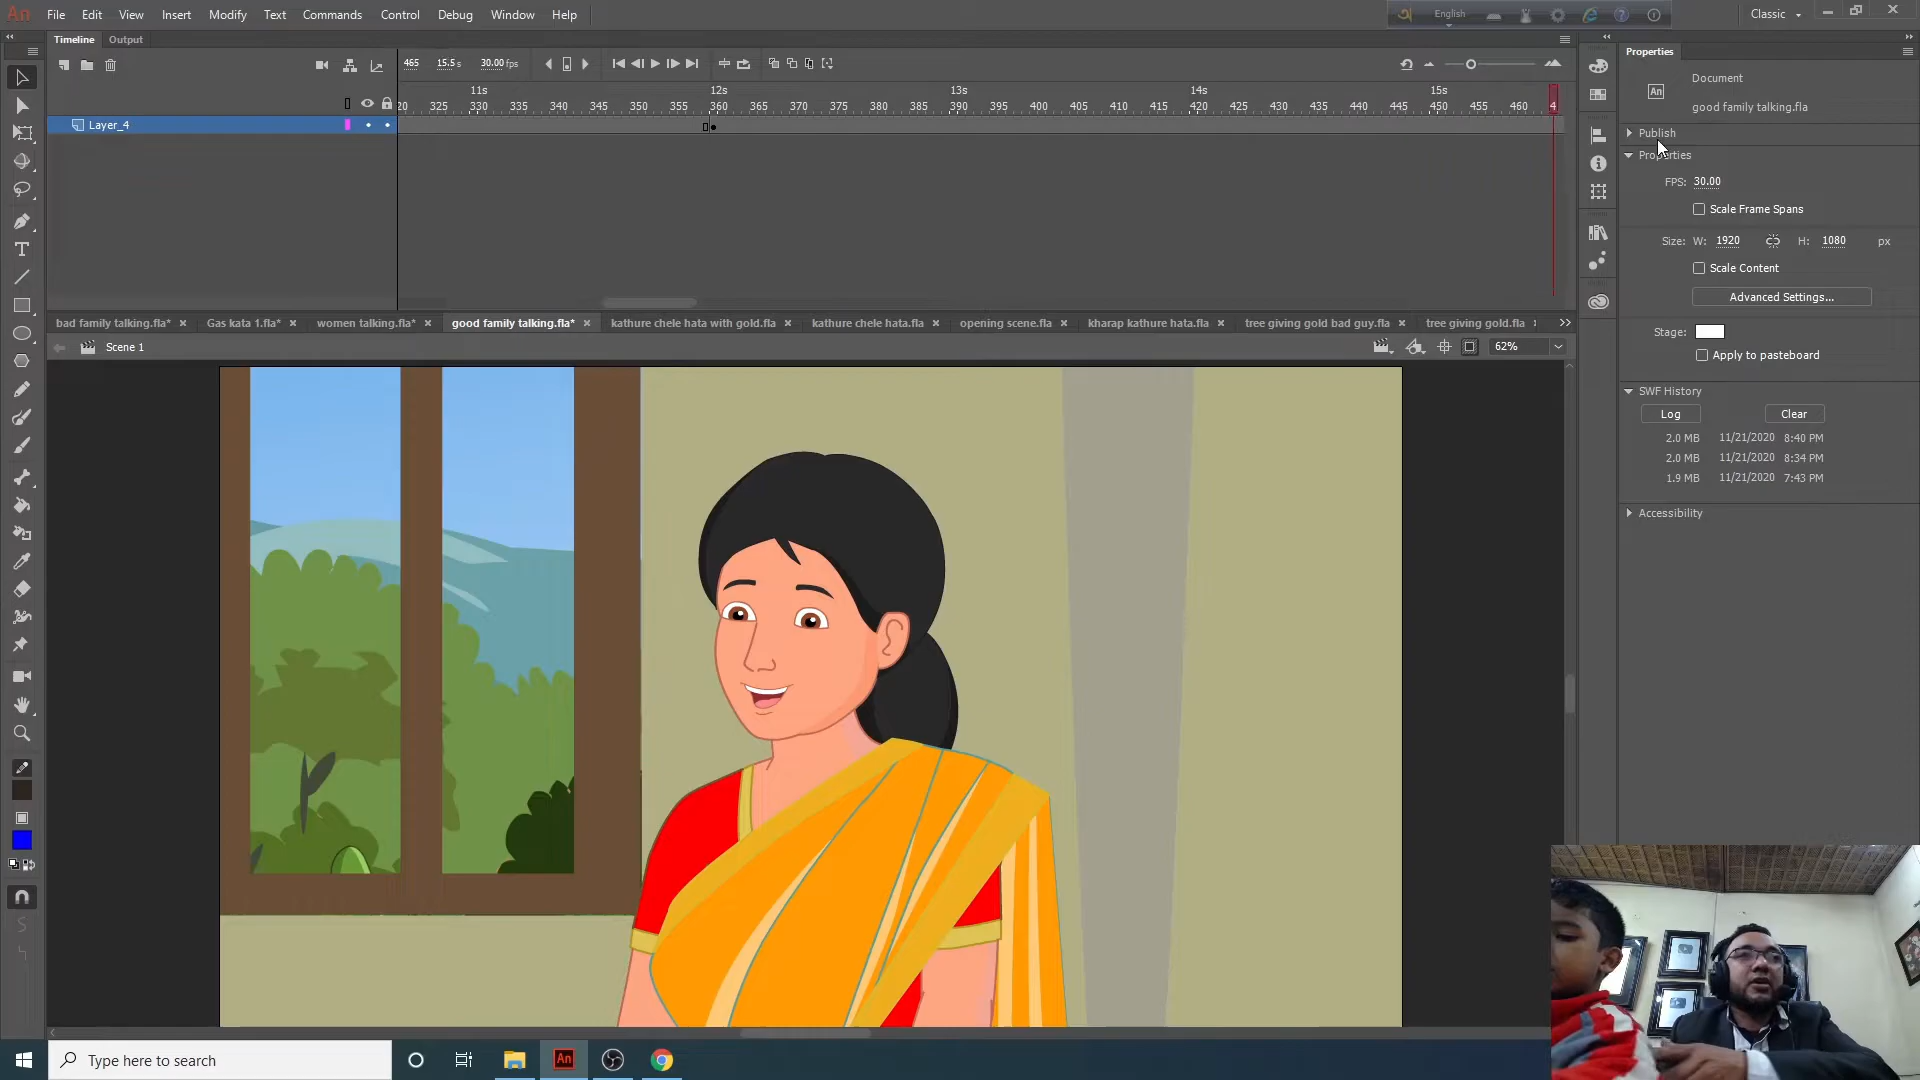 An File Edit View Insert Modify Text Commands Control Debug Window Help English Classic
Timeline Output
Properties
465 15.5 s 30.00 fps
Document
An good family talking.fla
11s 12s 13s 14s 15s
20 325 330 335 340 345 350 355 360 365 370 375 380 385 390 395 400 405 410 415 420 425 430 435 440 445 450 455 460 4
Layer_4
Publish
Properties
FPS: 30.00
Scale Frame Spans
Size: W: 1920 H: 1080 px
Scale Content
Advanced Settings...
bad family talking.fla* Gas kata 1.fla* women talking.fla* good family talking.fla* kathure chele hata with gold.fla kathure chele hata.fla opening scene.fla kharap kathure hata.fla tree giving gold bad guy.fla tree giving gold.fla
Stage:
Scene 1 62%
Apply to pasteboard
SWF History
Log Clear
2.0 MB 11/21/2020 8:40 PM
2.0 MB 11/21/2020 8:34 PM
1.9 MB 11/21/2020 7:43 PM
Accessibility
Type here to search An